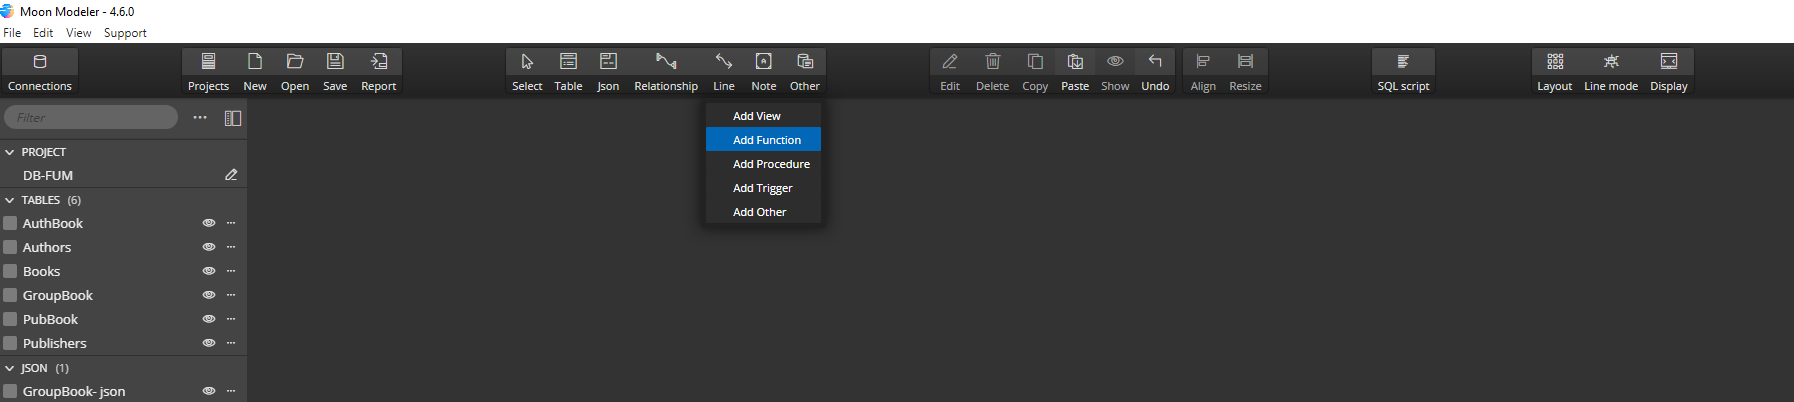 Moon Modeler - 4.6.0
File Edit View Support
Connections Projects New Open Save Report Select Table Json Relationship Line Note Other Edit Delete Copy Paste Show Undo Align Resize SQL script Layout Line mode Display
Filter
Add View
Add Function
Add Procedure
Add Trigger
Add Other
PROJECT
DB-FUM
TABLES (6)
AuthBook
Authors
Books
GroupBook
PubBook
Publishers
JSON (1)
GroupBook- json